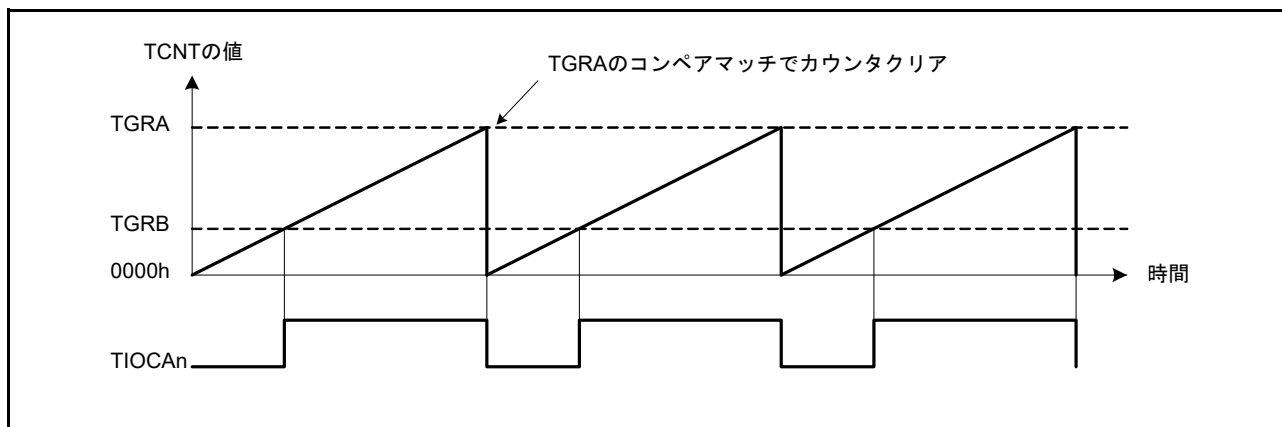 TCNTの値
TGRAのコンペアマッチでカウンタクリア
TGRA
TGRB
0000h
時間
TIOCAn